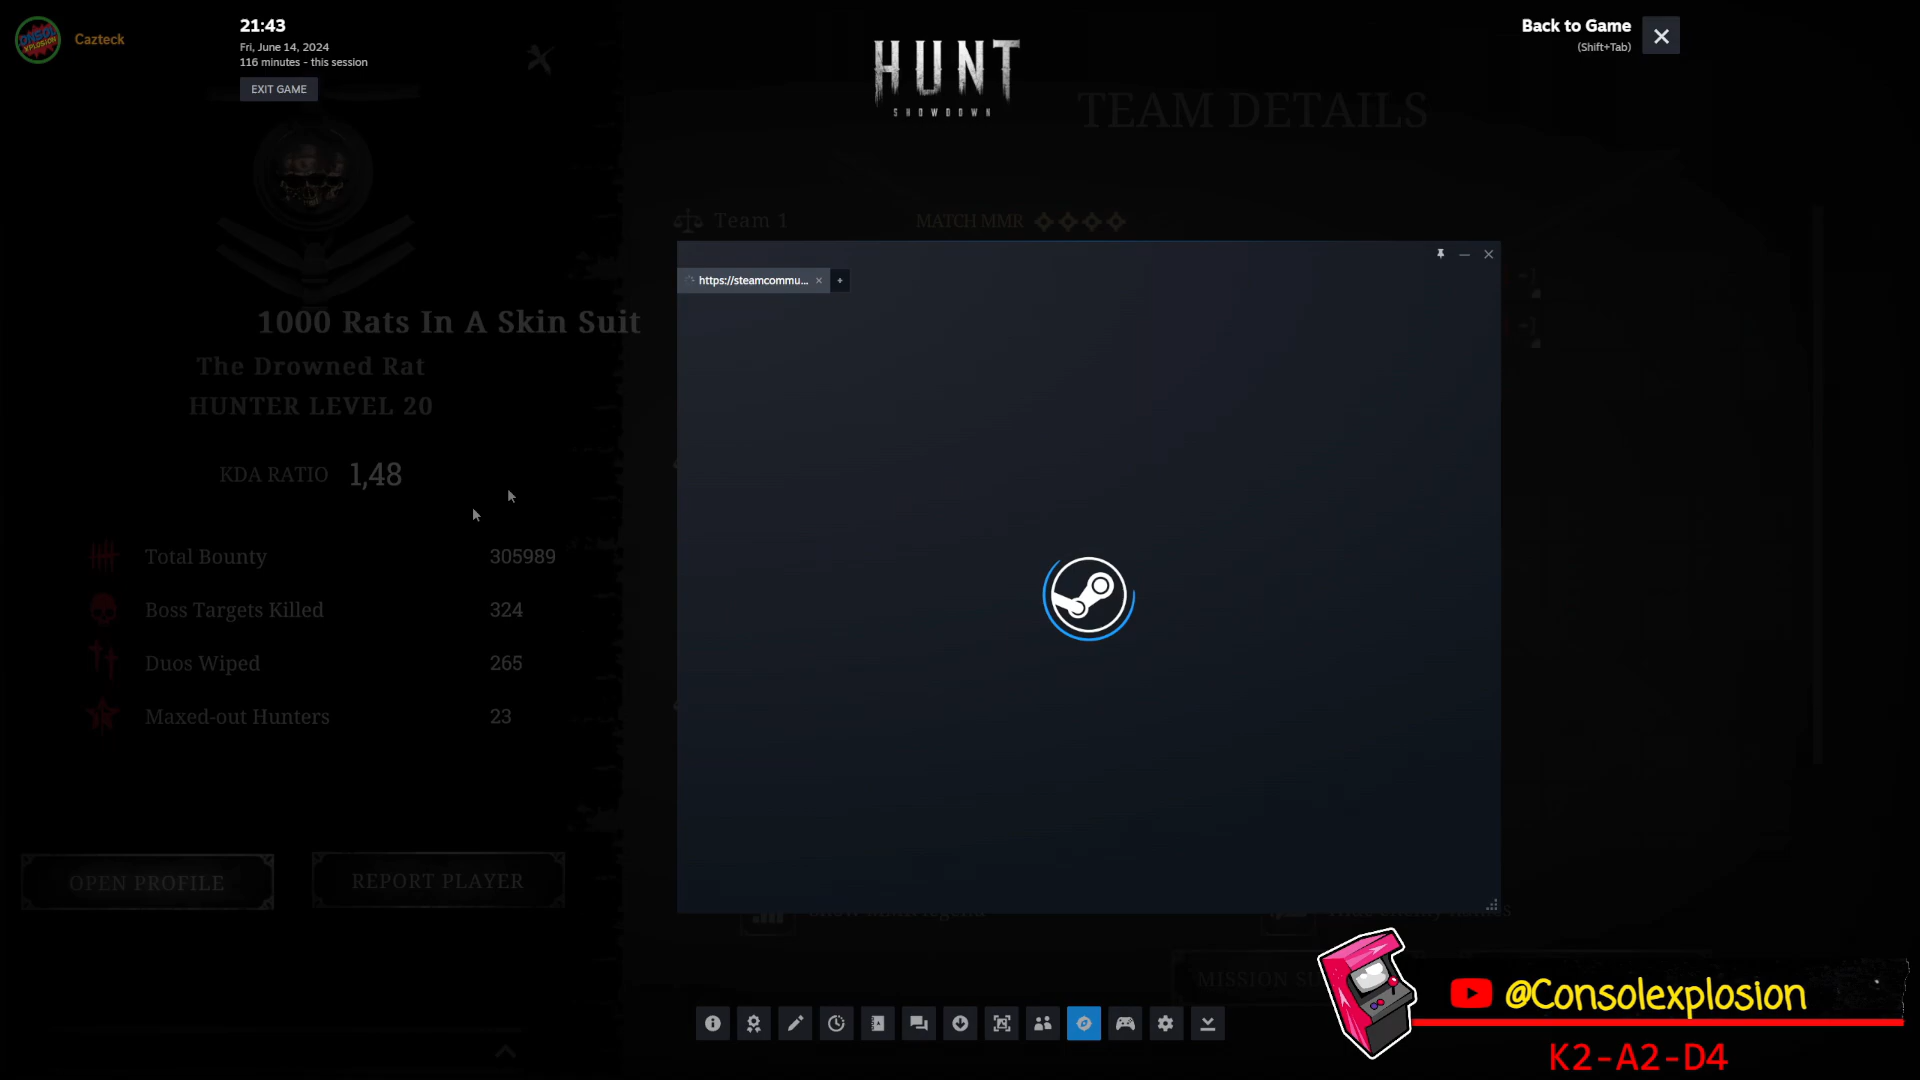 Cazteck
21:43
Fri, June 14, 2024
116 minutes - this session
EXIT GAME
HUNT
SHOWDOWN
Back to Game
(Shift+Tab)
TEAM DETAILS
Team 1
MATCH MMR
https://steamcommu...
1000 Rats In A Skin Suit
The Drowned Rat
HUNTER LEVEL 20
KDA RATIO 1,48
Total Bounty 305989
Boss Targets Killed 324
Duos Wiped 265
Maxed-out Hunters 23
OPEN PROFILE
REPORT PLAYER
MISSION SU
@Consolexplosion
K2-A2-D4